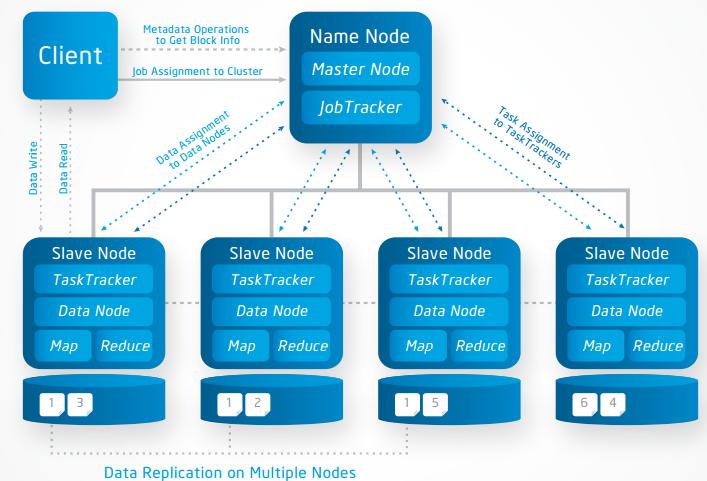 Client
Metadata Operations
to Get Block Info
Job Assignment to Cluster
Name Node
Master Node
JobTracker
Data Write
Data Read
Data Assignment
to Data Nodes
Task Assignment
to TaskTrackers
Slave Node
TaskTracker
Data Node
Map Reduce
1 3
Slave Node
TaskTracker
Data Node
Map Reduce
1 2
Slave Node
TaskTracker
Data Node
Map Reduce
1 5
Slave Node
TaskTracker
Data Node
Map Reduce
6 4
Data Replication on Multiple Nodes